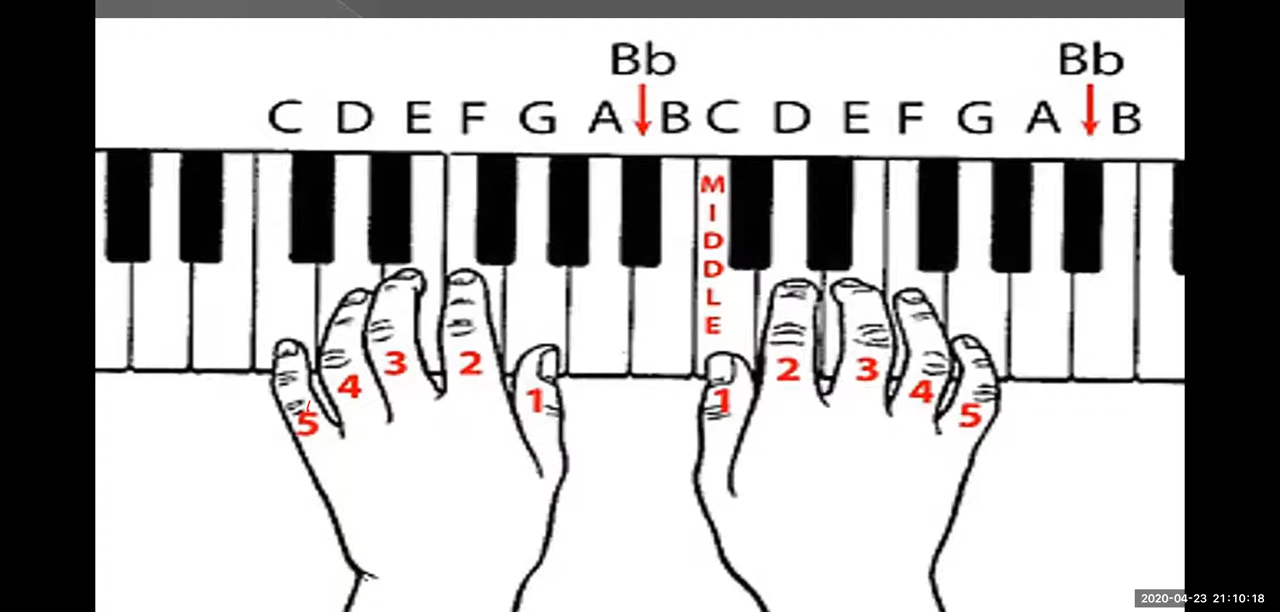 Bb Bb
C D E F G A B C D E F G A B
MIDDLE
5 4 3 2 1 1 2 3 4 5
2020-04-23 21:10:18